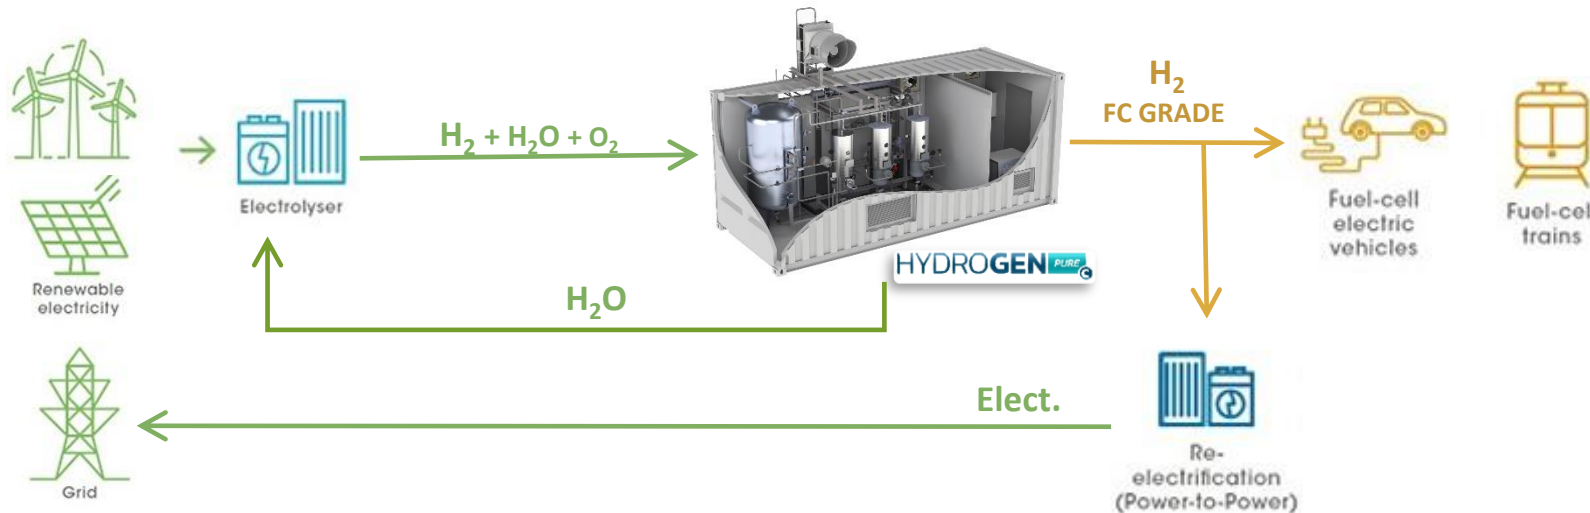 H₂ + H₂O + O₂
H₂
FC GRADE
Electrolyser
Fuel-cell
electric
vehicles
Fuel-cel
trains
HYDROGEN PURE C
Renewable
electricity
H₂O
Elect.
Grid
Re-
electrification
(Power-to-Power)